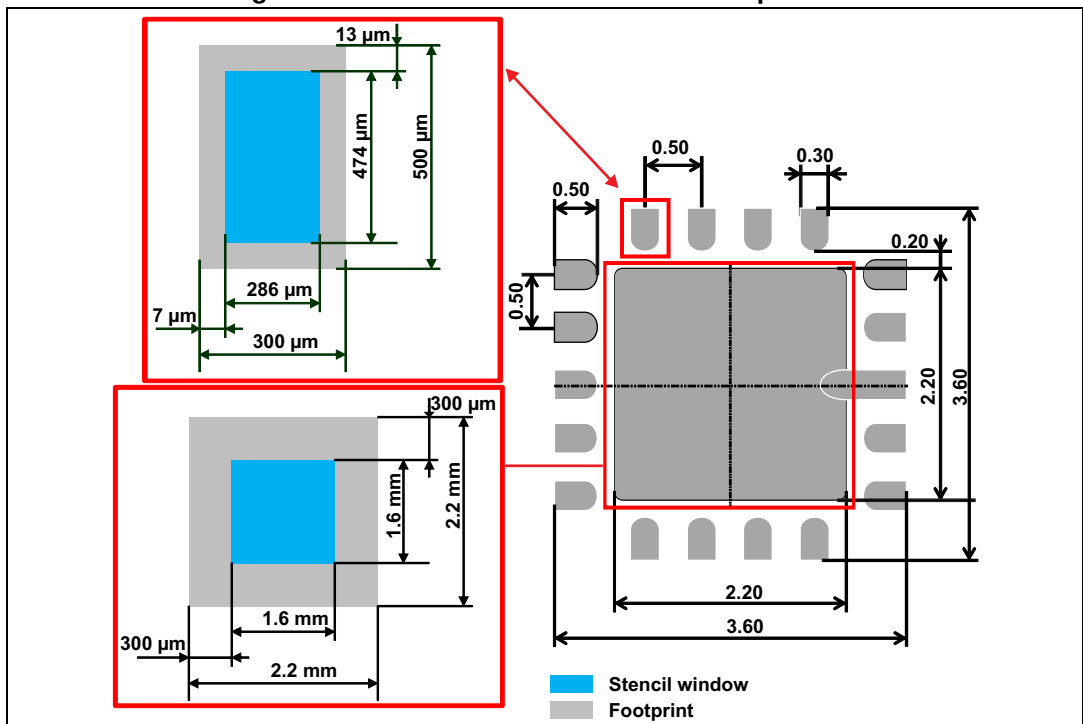 13 µm
474 µm
500 µm
286 µm
7 µm
300 µm
300 µm
1.6 mm
2.2 mm
1.6 mm
300 µm
2.2 mm
0.50
0.30
0.50
0.20
0.50
2.20
3.60
2.20
3.60
Stencil window
Footprint